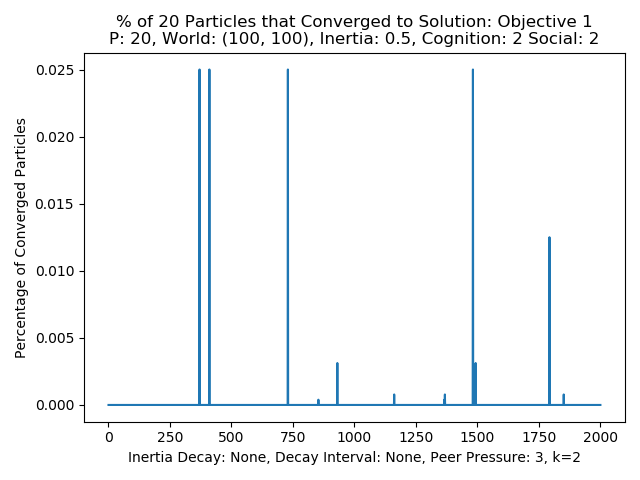 % of 20 Particles that Converged to Solution: Objective 1
P: 20, World: (100, 100), Inertia: 0.5, Cognition: 2 Social: 2
Percentage of Converged Particles
0.025
0.020
0.015
0.010
0.005
0.000
0 250 500 750 1000 1250 1500 1750 2000
Inertia Decay: None, Decay Interval: None, Peer Pressure: 3, k=2